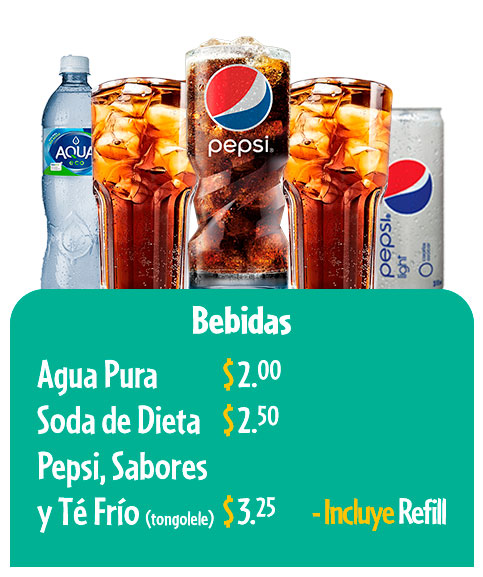 AQUA
eco
pepsi
pepsi
light
Bebidas
Agua Pura $2.00
Soda de Dieta $2.50
Pepsi, Sabores
y Té Frío (tongolele) $3.25 - Incluye Refill